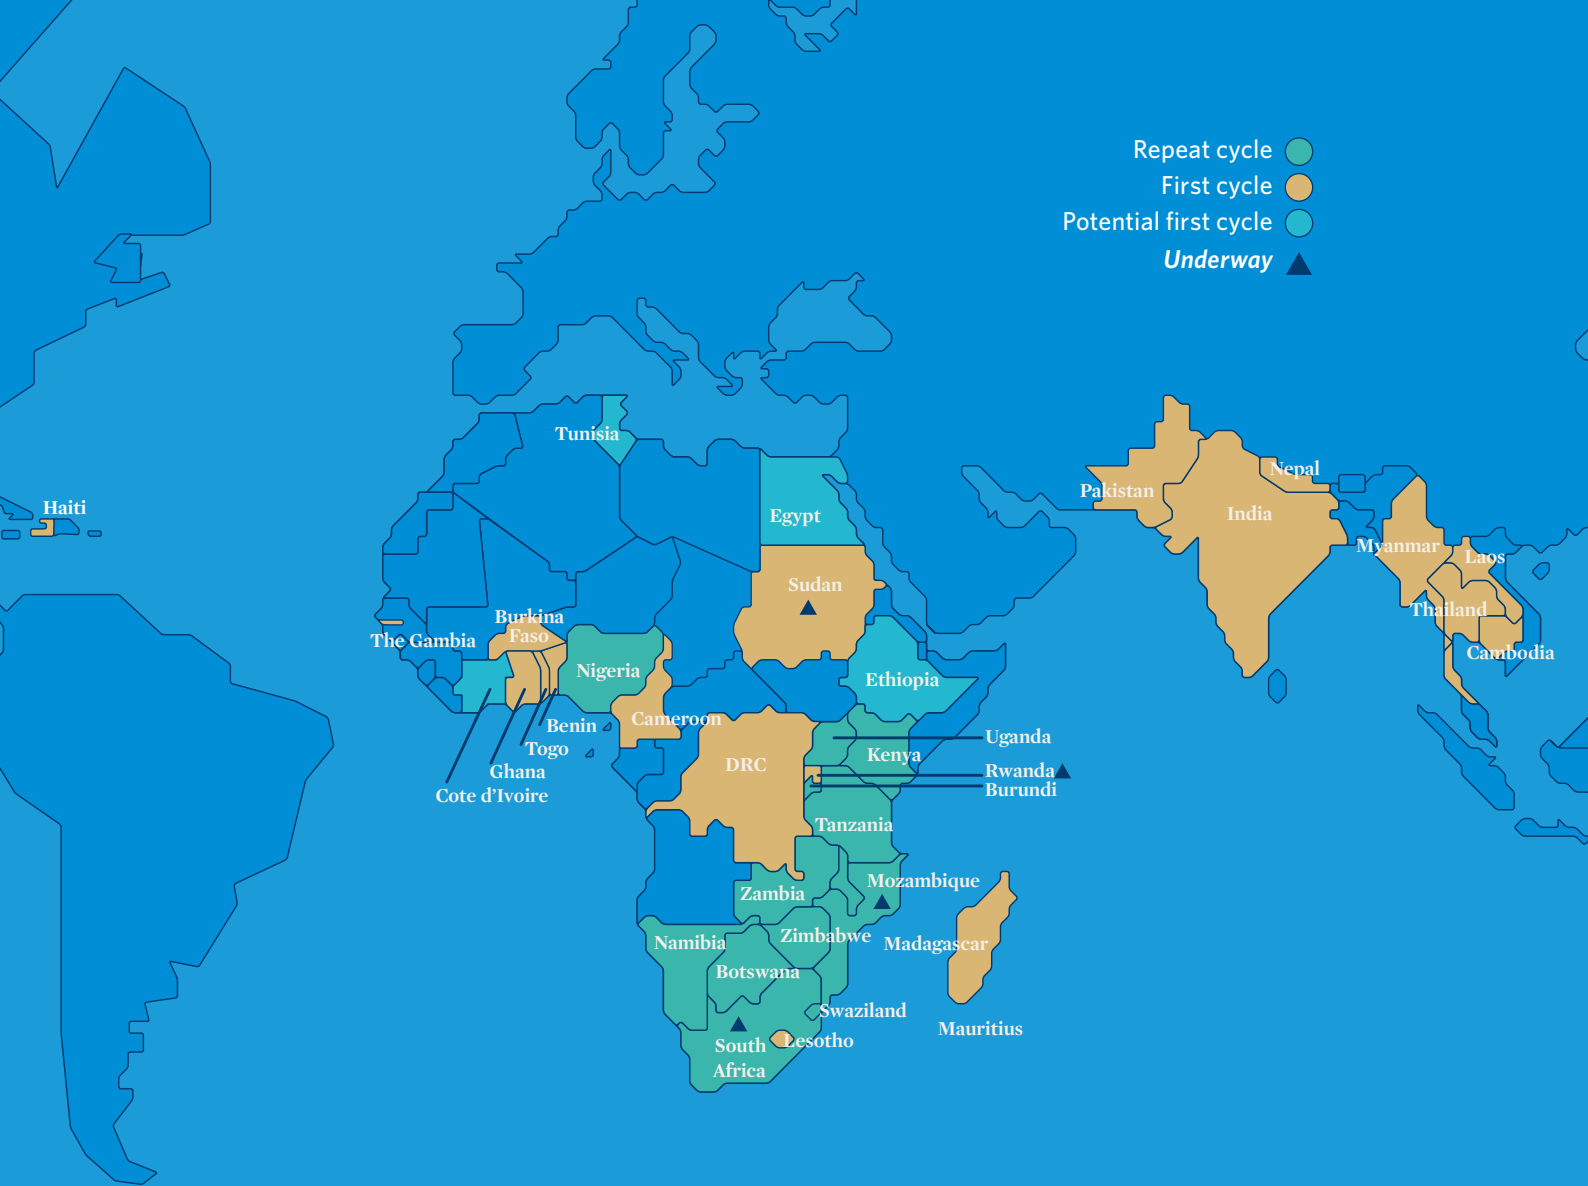 Repeat cycle
First cycle
Potential first cycle
Underway
Tunisia
Nepal
Pakistan
Haiti
India
Egypt
Myanmar
Laos
Sudan
Thailand
Burkina
Faso
The Gambia
Cambodia
Nigeria
Ethiopia
Cameroon
Benin
Uganda
Togo
Kenya
DRC
Ghana
Rwanda
Burundi
Cote d'Ivoire
Tanzania
Mozambique
Zambia
Zimbabwe
Namibia
Madagascar
Botswana
Swaziland
Mauritius
Lesotho
South
Africa